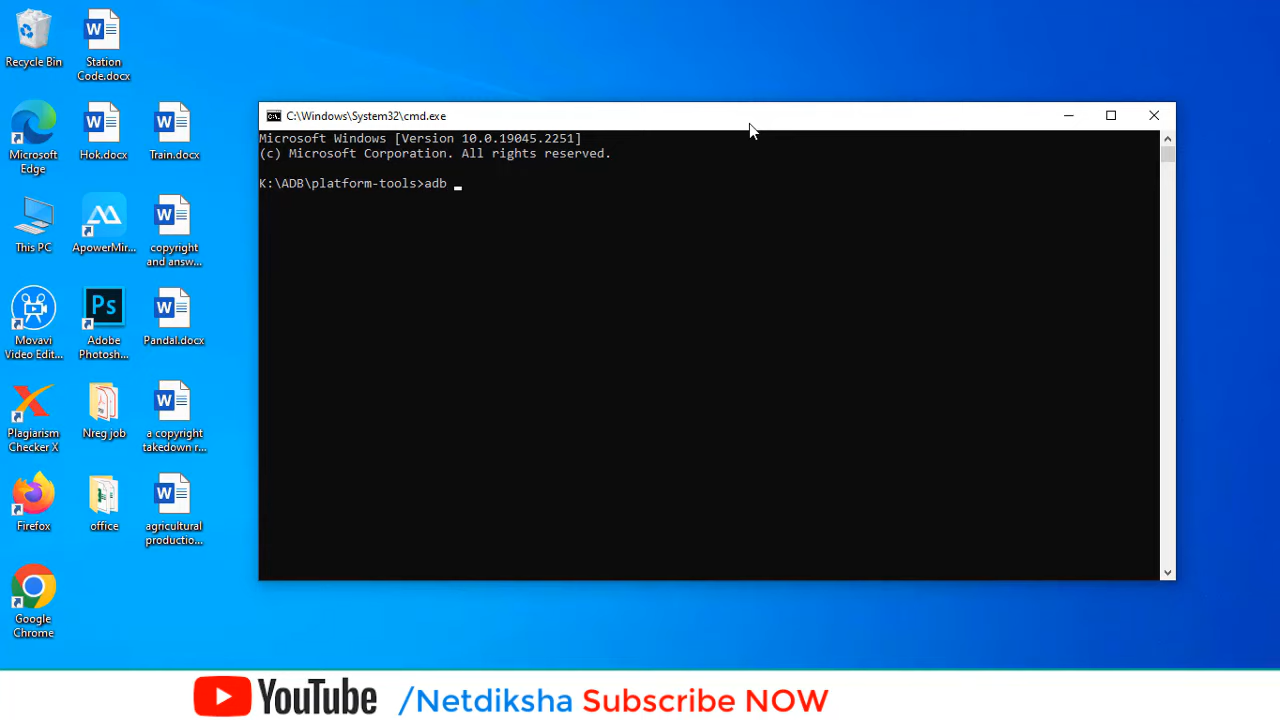 Recycle Bin
Station
Code.docx
Microsoft
Edge
Hok.docx
Train.docx
This PC
ApowerMir...
copyright
and answ...
Movavi
Video Edit...
Ps
Adobe
Photosh...
Pandal.docx
Plagiarism
Checker X
Nreg job
a copyright
takedown r...
Firefox
office
agricultural
productio...
Google
Chrome
C:\Windows\System32\cmd.exe
Microsoft Windows [Version 10.0.19045.2251]
(c) Microsoft Corporation. All rights reserved.
K:\ADB\platform-tools>adb _
YouTube /Netdiksha Subscribe NOW